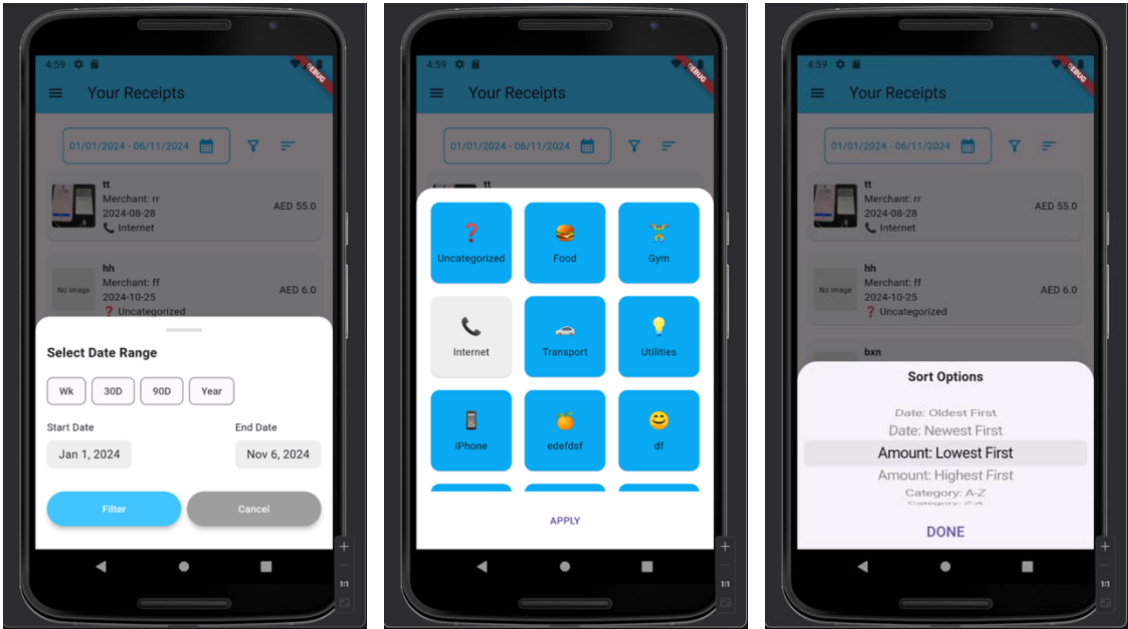 4:59
DEBUG
Your Receipts
01/01/2024 - 06/11/2024
tt
Merchant: rr
2024-08-28
Internet
AED 55.0
hh
Merchant: ff
2024-10-25
❓ Uncategorized
No image
AED 6.0
Select Date Range
Wk
30D
90D
Year
Start Date
End Date
Jan 1, 2024
Nov 6, 2024
Filter
Cancel
1:1
4:59
DEBUG
Your Receipts
01/01/2024 - 06/11/2024
tt
❓
Uncategorized
Food
Gym
Internet
Transport
Utilities
iPhone
edefdsf
df
APPLY
1:1
4:59
DEBUG
Your Receipts
01/01/2024 - 06/11/2024
tt
Merchant: rr
2024-08-28
Internet
AED 55.0
hh
Merchant: ff
2024-10-25
❓ Uncategorized
No image
AED 6.0
bxn
Sort Options
Date: Oldest First
Date: Newest First
Amount: Lowest First
Amount: Highest First
Category: A-Z
Category: Z-A
DONE
1:1